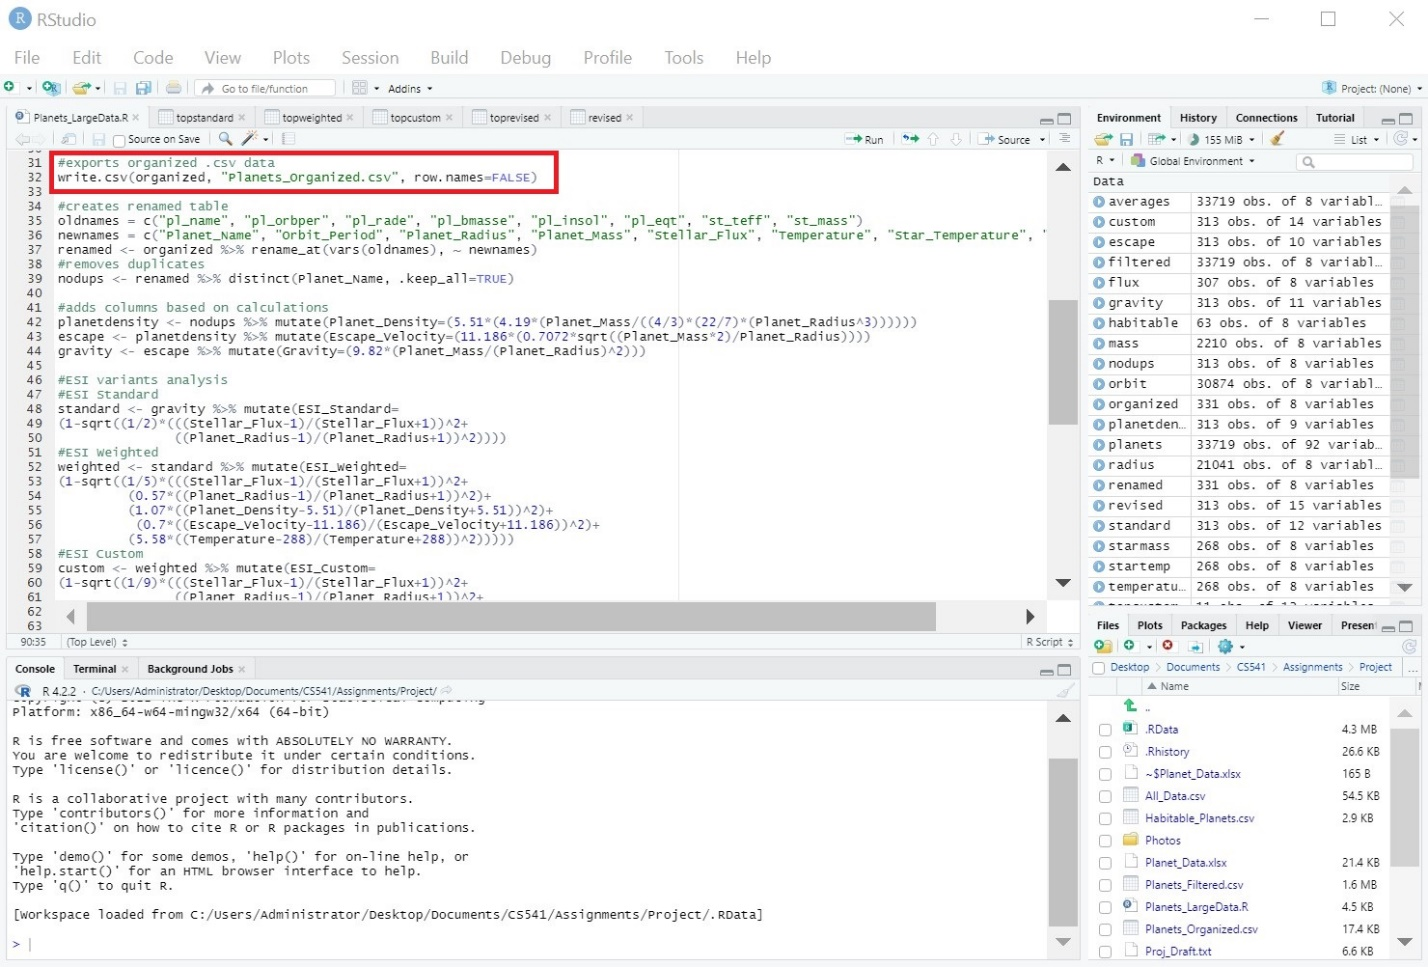 RStudio
File Edit Code View Plots Session Build Debug Profile Tools Help
Go to file/function Addins Project: (None)
Planets_LargeData.R topstandard topweighted topcustom toprevised revised
Source on Save Run Source
31 #exports organized .csv data
32 write.csv(organized, "Planets_Organized.csv", row.names=FALSE)
33
34 #creates renamed table
35 oldnames = c("pl_name", "pl_orbper", "pl_rade", "pl_bmasse", "pl_insol", "pl_eqt", "st_teff", "st_mass")
36 newnames = c("Planet_Name", "Orbit_Period", "Planet_Radius", "Planet_Mass", "Stellar_Flux", "Temperature", "Star_Temperature", "
37 renamed <- organized %>% rename_at(vars(oldnames), ~ newnames)
38 #removes duplicates
39 nodups <- renamed %>% distinct(Planet_Name, .keep_all=TRUE)
40
41 #adds columns based on calculations
42 planetdensity <- nodups %>% mutate(Planet_Density=(5.51*(4.19*(Planet_Mass/((4/3)*(22/7)*(Planet_Radius^3))))))
43 escape <- planetdensity %>% mutate(Escape_Velocity=(11.186*(0.7072*sqrt((Planet_Mass*2)/Planet_Radius))))
44 gravity <- escape %>% mutate(Gravity=(9.82*(Planet_Mass/(Planet_Radius)^2)))
45
46 #ESI variants analysis
47 #ESI Standard
48 standard <- gravity %>% mutate(ESI_Standard=
49 (1-sqrt((1/2)*(((Stellar_Flux-1)/(Stellar_Flux+1))^2+
50 ((Planet_Radius-1)/(Planet_Radius+1))^2))))
51 #ESI Weighted
52 weighted <- standard %>% mutate(ESI_Weighted=
53 (1-sqrt((1/5)*(((Stellar_Flux-1)/(Stellar_Flux+1))^2+
54 (0.57*((Planet_Radius-1)/(Planet_Radius+1))^2)+
55 (1.07*((Planet_Density-5.51)/(Planet_Density+5.51))^2)+
56 (0.7*((Escape_Velocity-11.186)/(Escape_Velocity+11.186))^2)+
57 (5.58*((Temperature-288)/(Temperature+288))^2)))))
58 #ESI Custom
59 custom <- weighted %>% mutate(ESI_Custom=
60 (1-sqrt((1/9)*(((Stellar_Flux-1)/(Stellar_Flux+1))^2+
61 ((Planet_Radius-1)/(Planet_Radius+1))^2+
62
63
90:35 (Top Level) R Script
Console Terminal Background Jobs
R 4.2.2 · C:/Users/Administrator/Desktop/Documents/CS541/Assignments/Project/
Platform: x86_64-w64-mingw32/x64 (64-bit)
R is free software and comes with ABSOLUTELY NO WARRANTY.
You are welcome to redistribute it under certain conditions.
Type 'license()' or 'licence()' for distribution details.
R is a collaborative project with many contributors.
Type 'contributors()' for more information and
'citation()' on how to cite R or R packages in publications.
Type 'demo()' for some demos, 'help()' for on-line help, or
'help.start()' for an HTML browser interface to help.
Type 'q()' to quit R.
[Workspace loaded from C:/Users/Administrator/Desktop/Documents/CS541/Assignments/Project/.RData]
>
Environment History Connections Tutorial
155 MiB List
R Global Environment
Data
averages 33719 obs. of 8 variabl…
custom 313 obs. of 14 variables
escape 313 obs. of 10 variables
filtered 33719 obs. of 8 variabl…
flux 307 obs. of 8 variables
gravity 313 obs. of 11 variables
habitable 63 obs. of 8 variables
mass 2210 obs. of 8 variables
nodups 313 obs. of 8 variables
orbit 30874 obs. of 8 variabl…
organized 331 obs. of 8 variables
planetden… 313 obs. of 9 variables
planets 33719 obs. of 92 variab…
radius 21041 obs. of 8 variabl…
renamed 331 obs. of 8 variables
revised 313 obs. of 15 variables
standard 313 obs. of 12 variables
starmass 268 obs. of 8 variables
startemp 268 obs. of 8 variables
temperatu… 268 obs. of 8 variables
Files Plots Packages Help Viewer Present
Desktop Documents CS541 Assignments Project ...
Name Size
..
.RData 4.3 MB
.Rhistory 26.6 KB
~$Planet_Data.xlsx 165 B
All_Data.csv 54.5 KB
Habitable_Planets.csv 2.9 KB
Photos
Planet_Data.xlsx 21.4 KB
Planets_Filtered.csv 1.6 MB
Planets_LargeData.R 4.5 KB
Planets_Organized.csv 17.4 KB
Proj_Draft.txt 6.6 KB